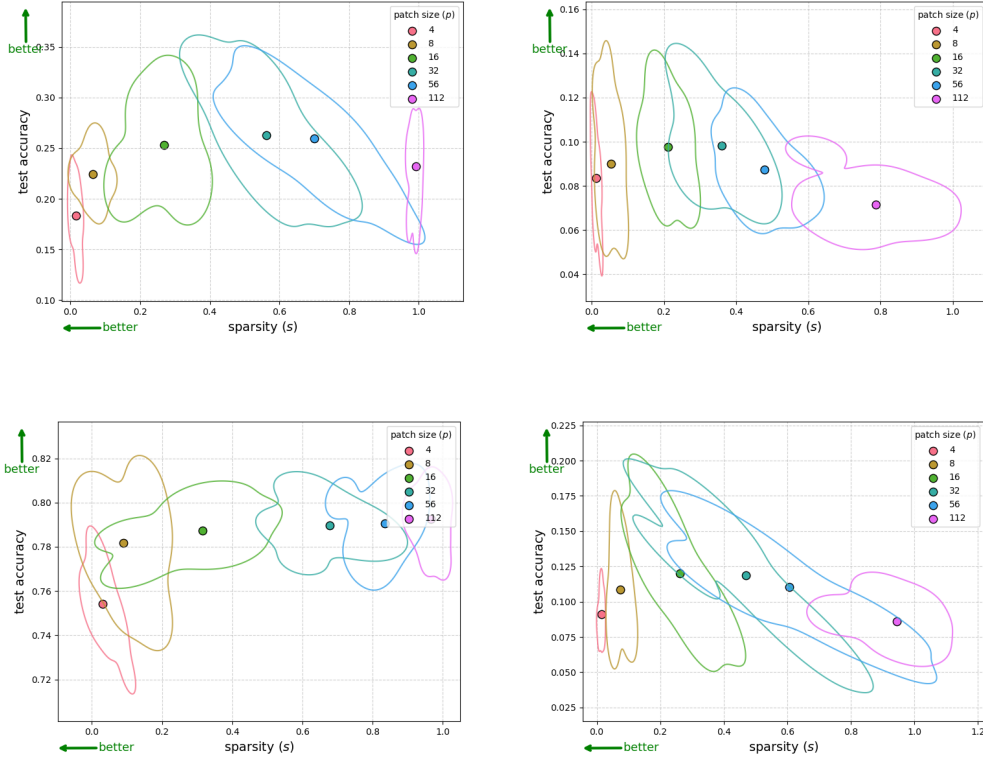 better
test accuracy
0.35
0.30
0.25
0.20
0.15
0.10
0.0 0.2 0.4 0.6 0.8 1.0
sparsity (s)
better
patch size (p)
4
8
16
32
56
112
better
test accuracy
0.16
0.14
0.12
0.10
0.08
0.06
0.04
0.0 0.2 0.4 0.6 0.8 1.0
sparsity (s)
better
patch size (p)
4
8
16
32
56
112
better
test accuracy
0.82
0.80
0.78
0.76
0.74
0.72
0.0 0.2 0.4 0.6 0.8 1.0
sparsity (s)
better
patch size (p)
4
8
16
32
56
112
better
test accuracy
0.225
0.200
0.175
0.150
0.125
0.100
0.075
0.050
0.025
0.0 0.2 0.4 0.6 0.8 1.0 1.2
sparsity (s)
better
patch size (p)
4
8
16
32
56
112